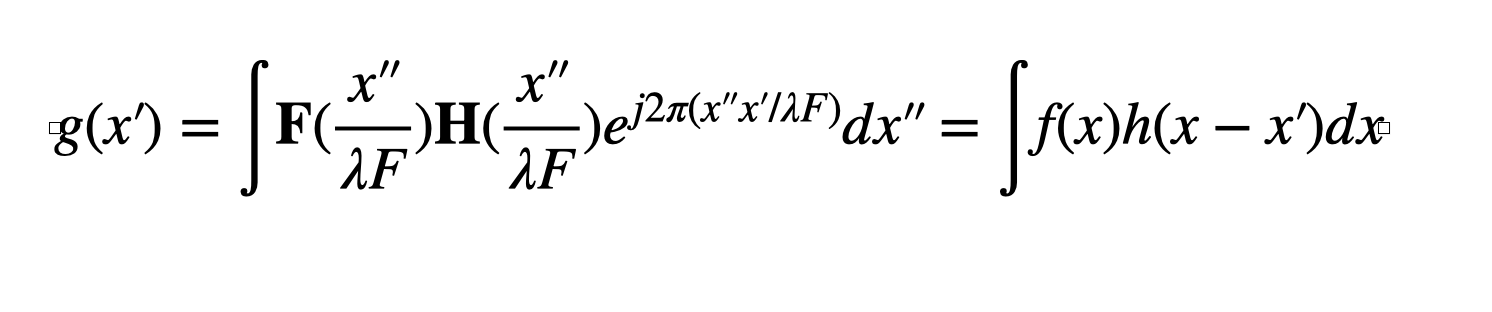 g(x′) = ∫ F(x″/λF)H(x″/λF)e^{j2π(x″x′/λF)}dx″ = ∫ f(x)h(x − x′)dx